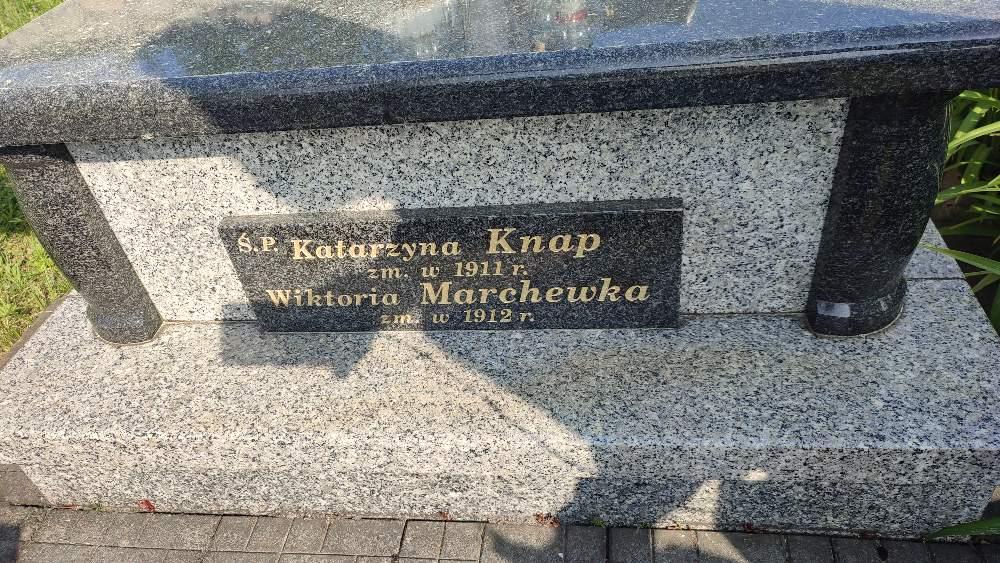 Ś.P. Katarzyna Knap
zm. w 1911 r.
Wiktoria Marchewka
zm. w 1912 r.